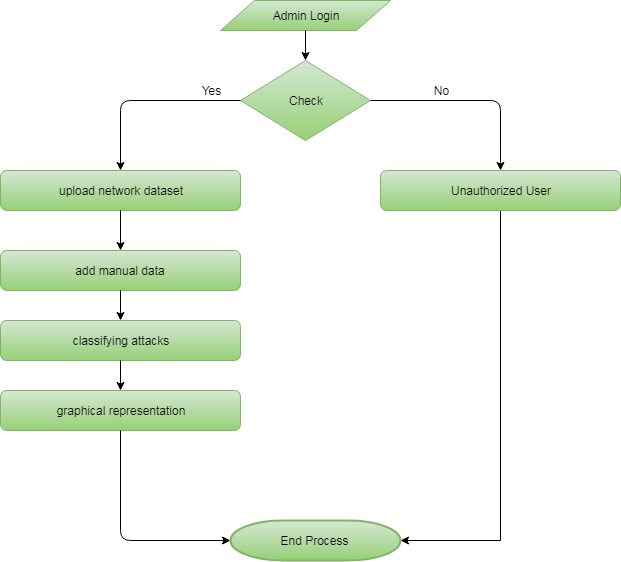 Admin Login
Check
Yes
No
upload network dataset
Unauthorized User
add manual data
classifying attacks
graphical representation
End Process